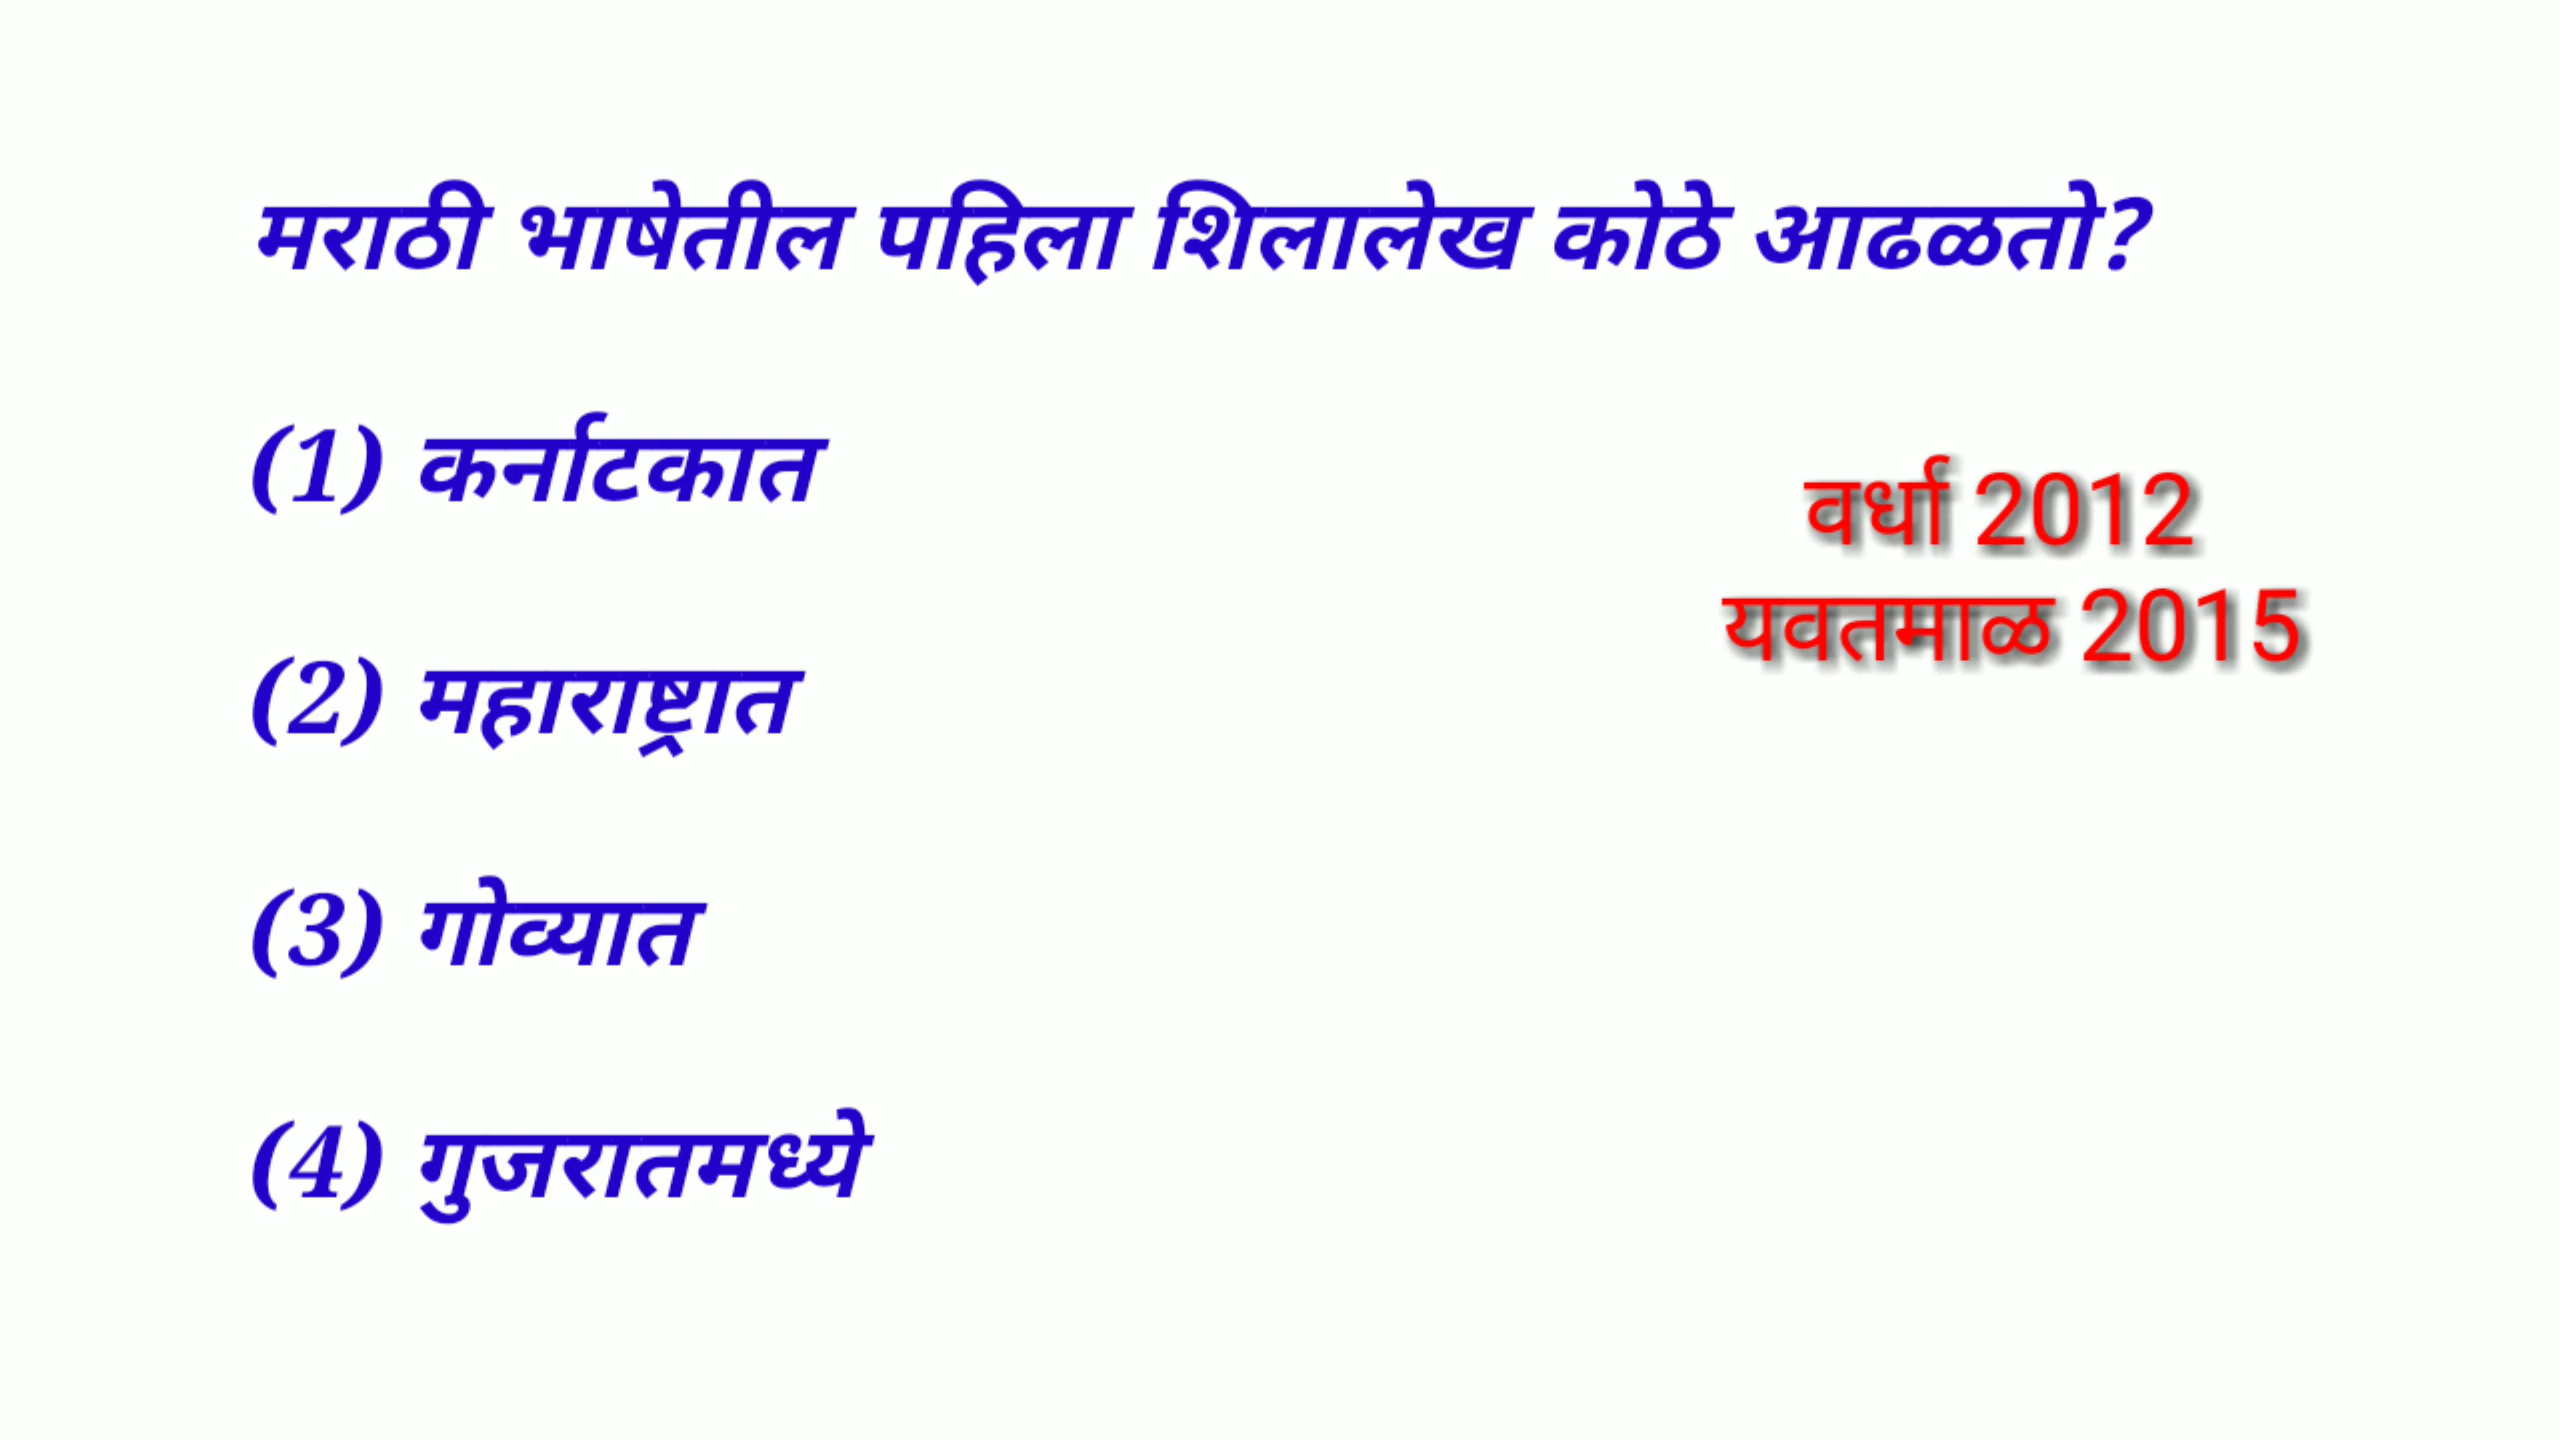 मराठी भाषेतील पहिला शिलालेख कोठे आढळतो?
(1) कर्नाटकात
(2) महाराष्ट्रात
(3) गोव्यात
(4) गुजरातमध्ये
वर्धा 2012
यवतमाळ 2015